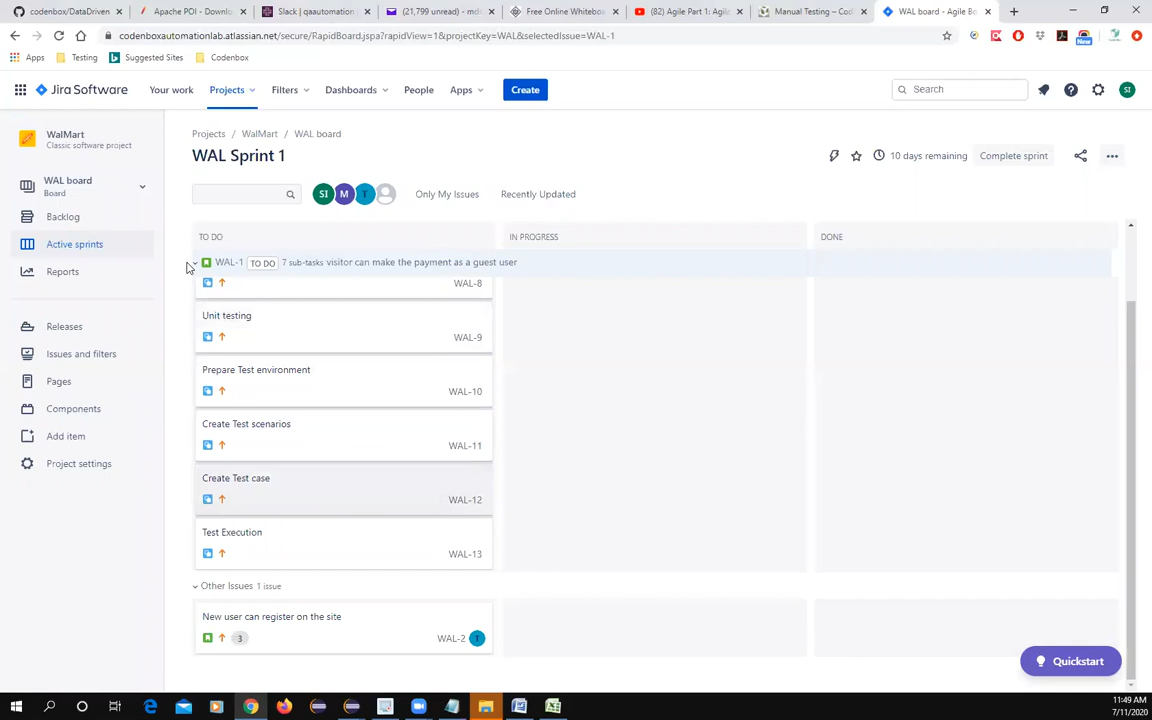 codenbox/DataDriven
Apache POI - Downlo
Slack | qaautomation
(21,799 unread) - mdt
Free Online Whiteboa
(82) Agile Part 1: Agile
Manual Testing – Cod
WAL board - Agile Bo
codenboxautomationlab.atlassian.net/secure/RapidBoard.jspa?rapidView=1&projectKey=WAL&selectedIssue=WAL-1
New
Apps
Testing
Suggested Sites
Codenbox
Jira Software
Your work
Projects
Filters
Dashboards
People
Apps
Create
Search
SI
WalMart
Classic software project
WAL board
Board
Backlog
Active sprints
Reports
Releases
Issues and filters
Pages
Components
Add item
Project settings
Projects / WalMart / WAL board
WAL Sprint 1
10 days remaining
Complete sprint
SI
M
T
Only My Issues
Recently Updated
TO DO
IN PROGRESS
DONE
WAL-1 TO DO 7 sub-tasks visitor can make the payment as a guest user
WAL-8
Unit testing
WAL-9
Prepare Test environment
WAL-10
Create Test scenarios
WAL-11
Create Test case
WAL-12
Test Execution
WAL-13
Other Issues 1 issue
New user can register on the site
3
WAL-2
T
Quickstart
11:49 AM
7/11/2020